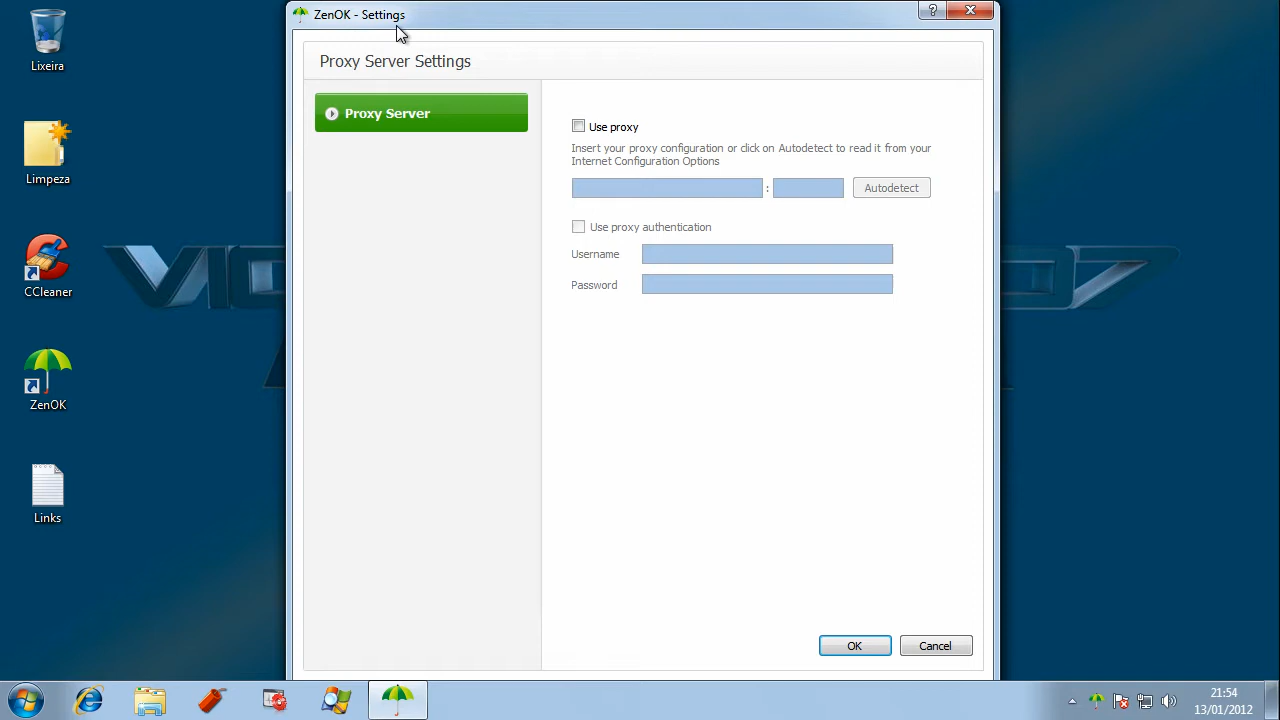 ZenOK - Settings
Proxy Server Settings
Proxy Server
Use proxy
Insert your proxy configuration or click on Autodetect to read it from your
Internet Configuration Options
:
Autodetect
Use proxy authentication
Username
Password
OK
Cancel
Lixeira
Limpeza
CCleaner
ZenOK
Links
21:54
13/01/2012